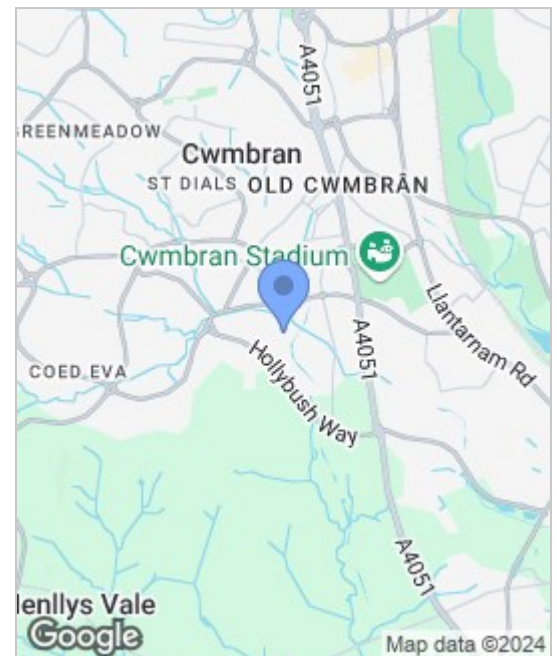 A4051
REENMEADOW
Cwmbran
ST DIALS
OLD CWMBRÂN
Cwmbran Stadium
Llantarnam Rd
A4051
COED EVA
Hollybush Way
A4051
lenllys Vale
Google
Map data ©2024